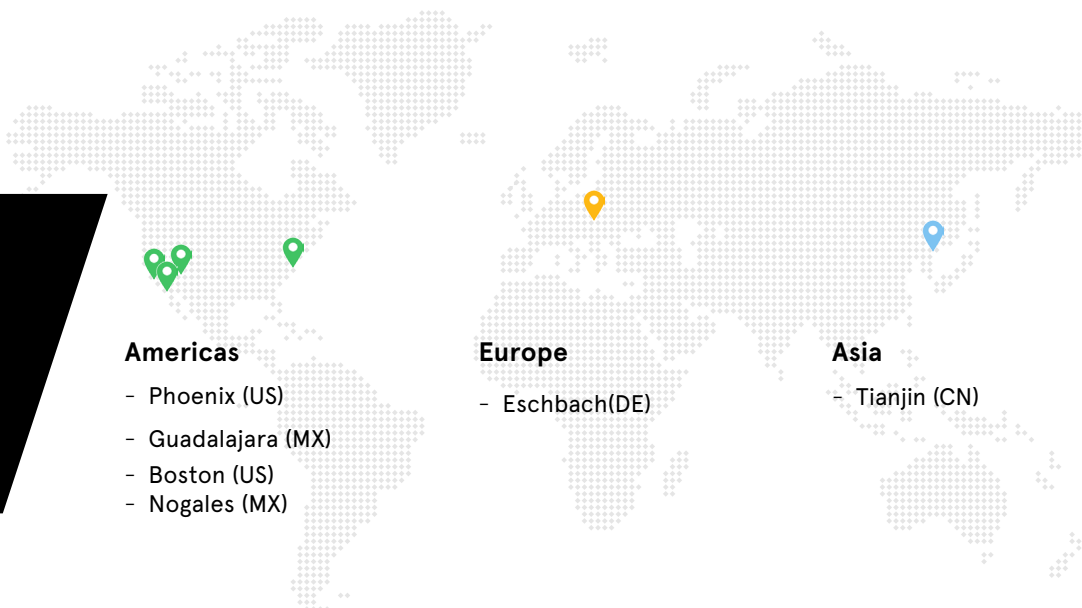 Americas
- Phoenix (US)
- Guadalajara (MX)
- Boston (US)
- Nogales (MX)
Europe
- Eschbach(DE)
Asia
- Tianjin (CN)